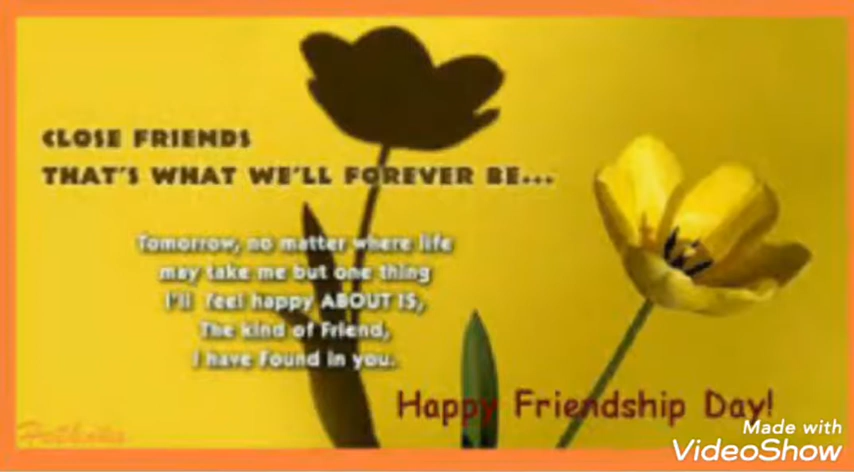 CLOSE FRIENDS
THAT'S WHAT WE'LL FOREVER BE...
Tomorrow, no matter where life
may take me but one thing
I'll feel happy ABOUT IS,
The kind of Friend,
I have Found in you.
Happy Friendship Day!
Made with
VideoShow